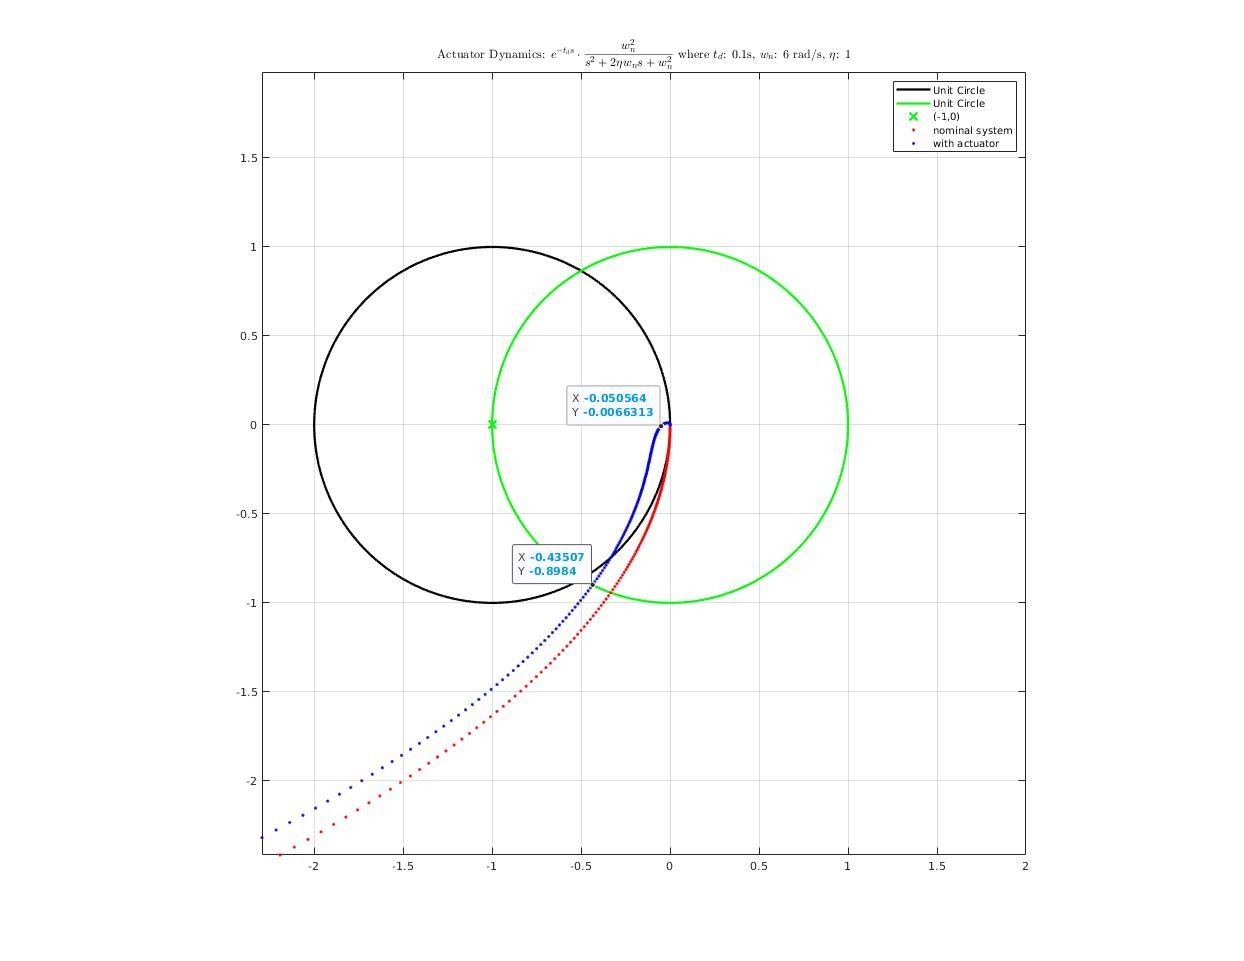 Actuator Dynamics: $e^{-t_d s} \cdot \frac{w_n^2}{s^2 + 2\eta w_n s + w_n^2}$ where $t_d$: 0.1s, $w_n$: 6 rad/s, $\eta$: 1
Unit Circle
Unit Circle
(-1,0)
nominal system
with actuator
1.5
1
0.5
0
-0.5
-1
-1.5
-2
X -0.050564
Y -0.0066313
X -0.43507
Y -0.8984
-2
-1.5
-1
-0.5
0
0.5
1
1.5
2